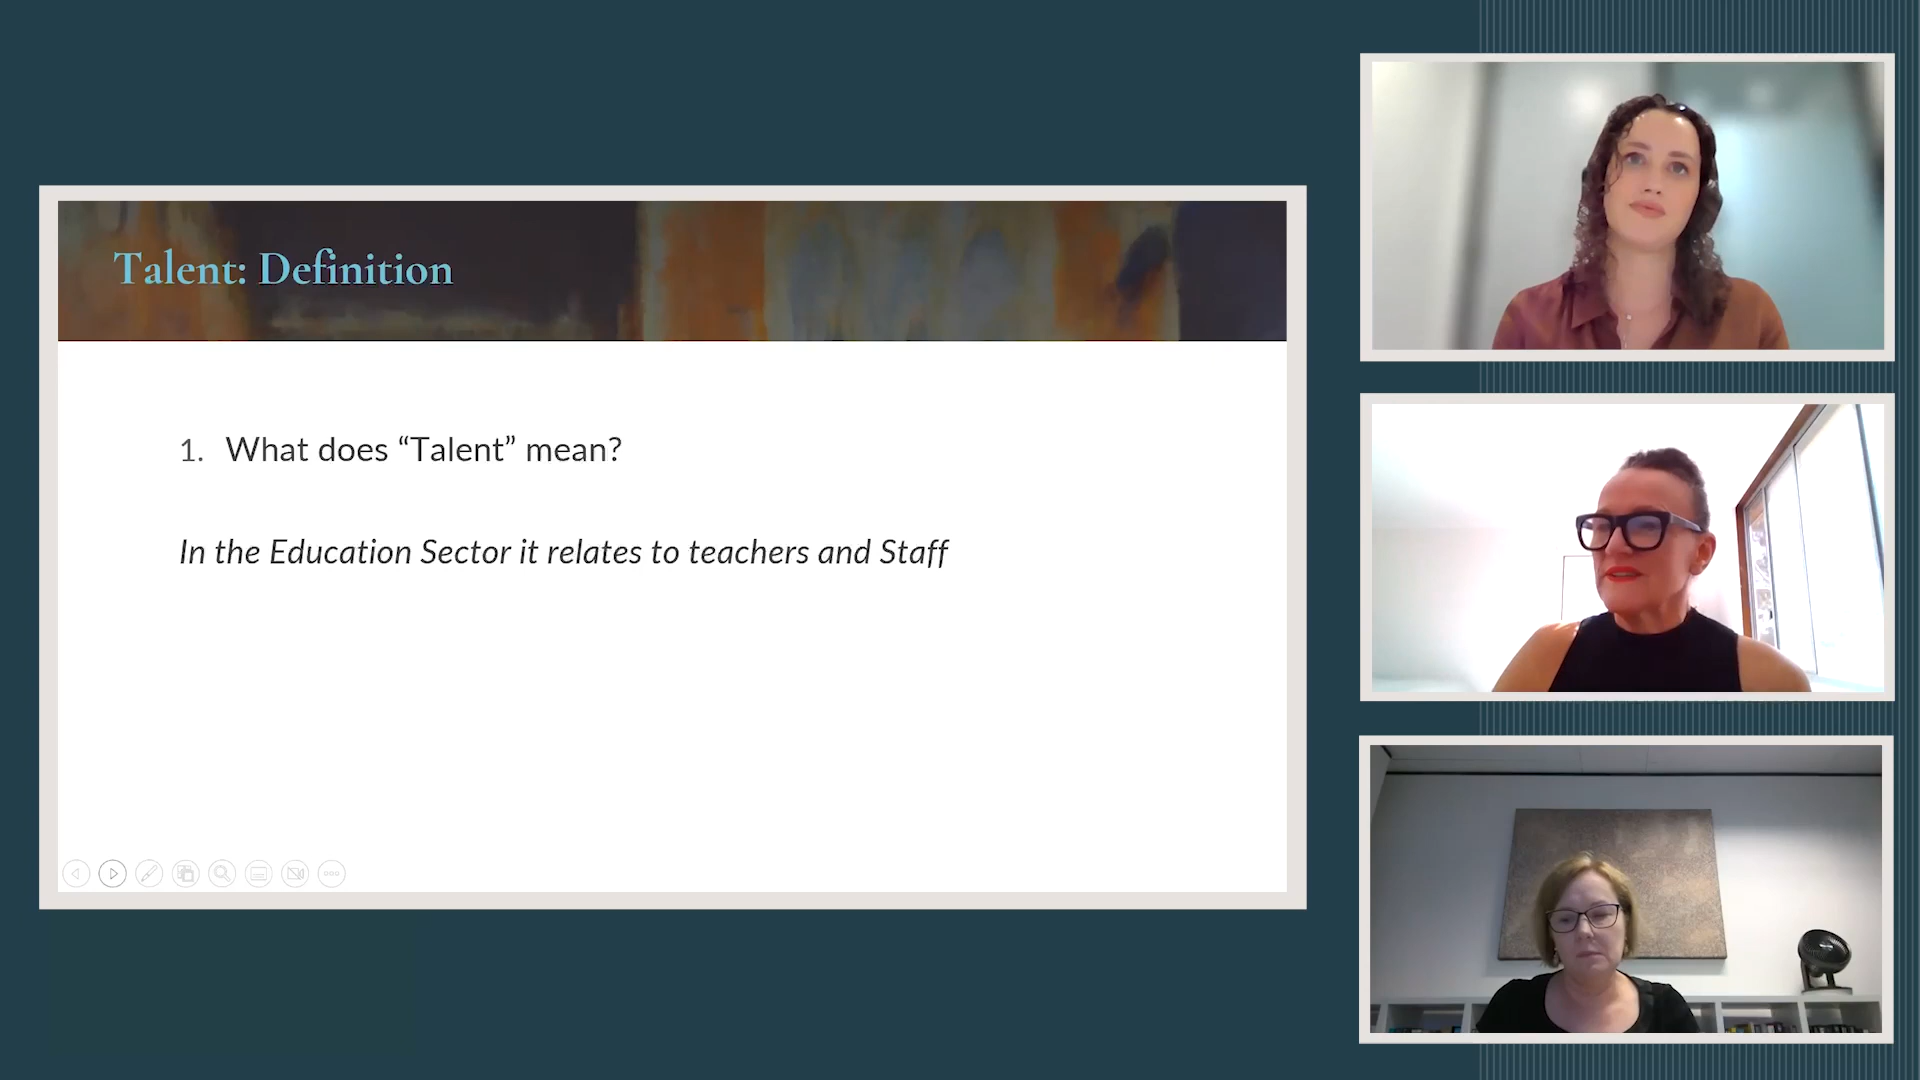 Talent: Definition
1. What does “Talent” mean?
In the Education Sector it relates to teachers and Staff